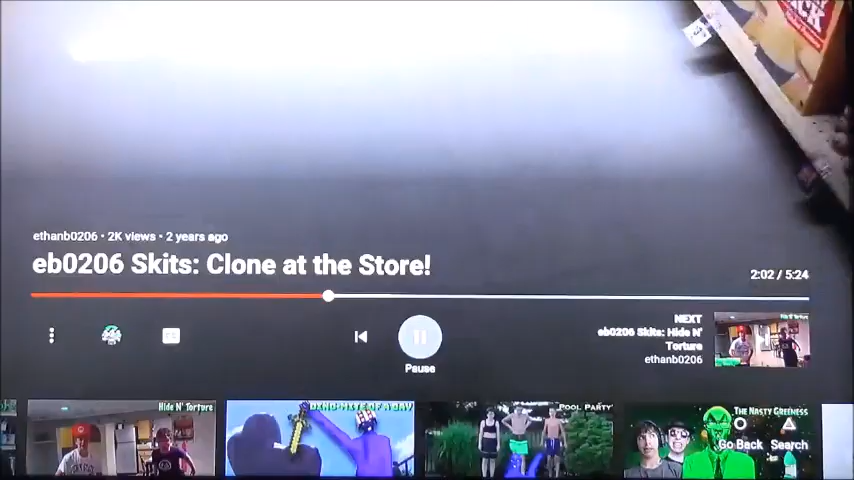 ethanb0206 • 2K views • 2 years ago
eb0206 Skits: Clone at the Store!
2:02 / 5:24
NEXT
eb0206 Skits: Hide N'
Torture
ethanb0206
Pause
Hide N' Torture
POOL PARTY
THE NASTY GREENESS
Go Back
Search